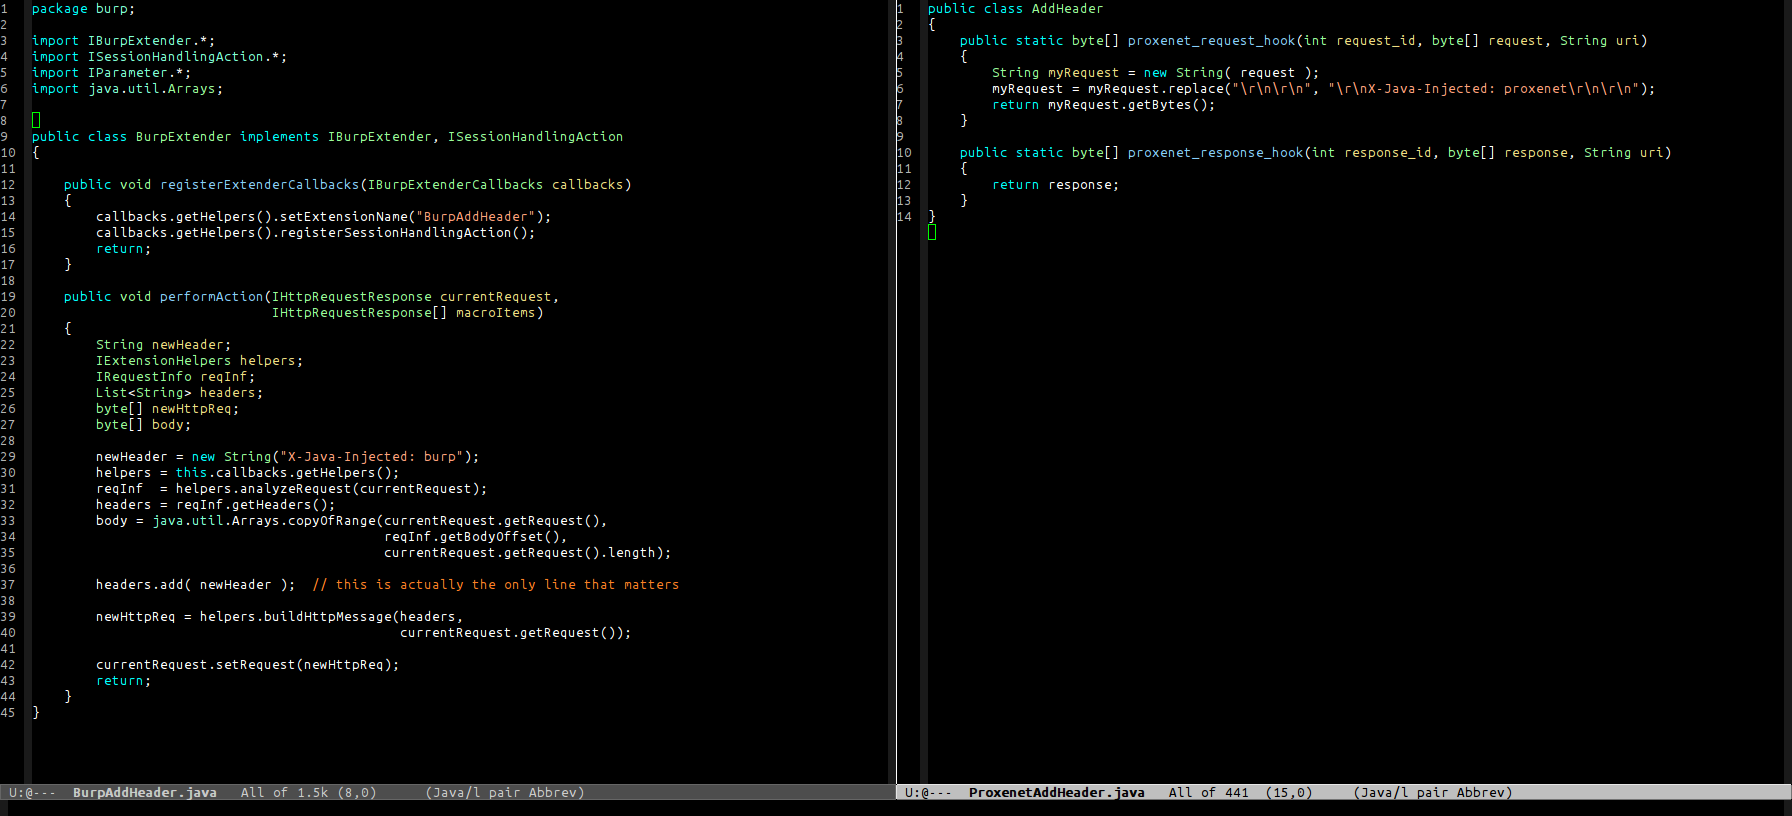 1 package burp;
2
3 import IBurpExtender.*;
4 import ISessionHandlingAction.*;
5 import IParameter.*;
6 import java.util.Arrays;
7
8
9 public class BurpExtender implements IBurpExtender, ISessionHandlingAction
10 {
11
12     public void registerExtenderCallbacks(IBurpExtenderCallbacks callbacks)
13     {
14         callbacks.getHelpers().setExtensionName("BurpAddHeader");
15         callbacks.getHelpers().registerSessionHandlingAction();
16         return;
17     }
18
19     public void performAction(IHttpRequestResponse currentRequest,
20                               IHttpRequestResponse[] macroItems)
21     {
22         String newHeader;
23         IExtensionHelpers helpers;
24         IRequestInfo reqInf;
25         List<String> headers;
26         byte[] newHttpReq;
27         byte[] body;
28
29         newHeader = new String("X-Java-Injected: burp");
30         helpers = this.callbacks.getHelpers();
31         reqInf  = helpers.analyzeRequest(currentRequest);
32         headers = reqInf.getHeaders();
33         body = java.util.Arrays.copyOfRange(currentRequest.getRequest(),
34                                             reqInf.getBodyOffset(),
35                                             currentRequest.getRequest().length);
36
37         headers.add( newHeader );  // this is actually the only line that matters
38
39         newHttpReq = helpers.buildHttpMessage(headers,
40                                               currentRequest.getRequest());
41
42         currentRequest.setRequest(newHttpReq);
43         return;
44     }
45 }
U:@---  BurpAddHeader.java   All of 1.5k (8,0)      (Java/l pair Abbrev)
1 public class AddHeader
2 {
3     public static byte[] proxenet_request_hook(int request_id, byte[] request, String uri)
4     {
5         String myRequest = new String( request );
6         myRequest = myRequest.replace("\r\n\r\n", "\r\nX-Java-Injected: proxenet\r\n\r\n");
7         return myRequest.getBytes();
8     }
9
10     public static byte[] proxenet_response_hook(int response_id, byte[] response, String uri)
11     {
12         return response;
13     }
14 }
U:@---  ProxenetAddHeader.java   All of 441  (15,0)     (Java/l pair Abbrev)